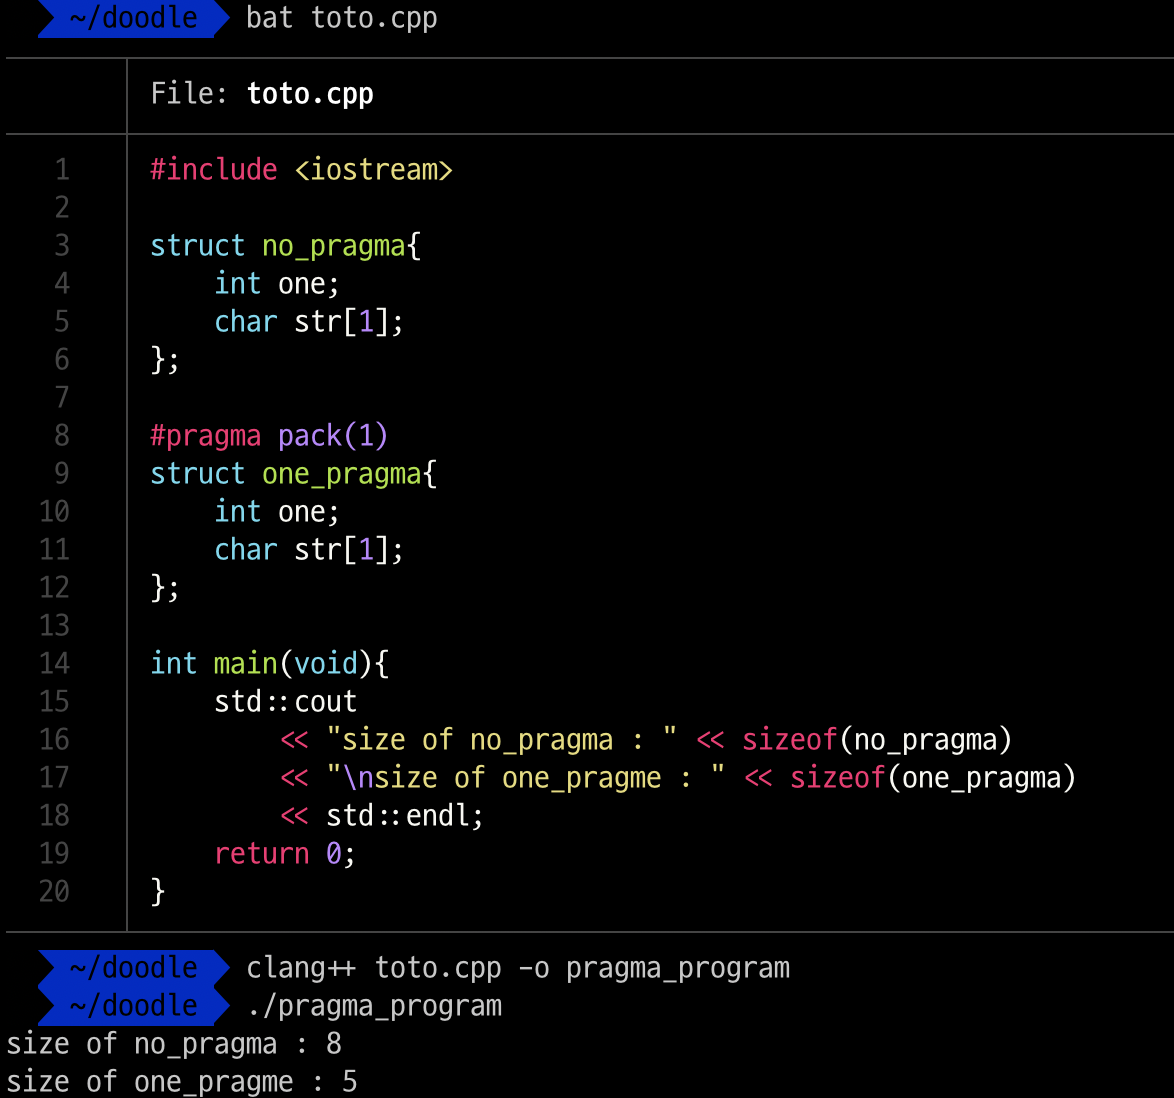 ~/doodle bat toto.cpp
File: toto.cpp
1 #include <iostream>
2
3 struct no_pragma{
4 int one;
5 char str[1];
6 };
7
8 #pragma pack(1)
9 struct one_pragma{
10 int one;
11 char str[1];
12 };
13
14 int main(void){
15 std::cout
16 << "size of no_pragma : " << sizeof(no_pragma)
17 << "\nsize of one_pragme : " << sizeof(one_pragma)
18 << std::endl;
19 return 0;
20 }
~/doodle clang++ toto.cpp -o pragma_program
~/doodle ./pragma_program
size of no_pragma : 8
size of one_pragme : 5